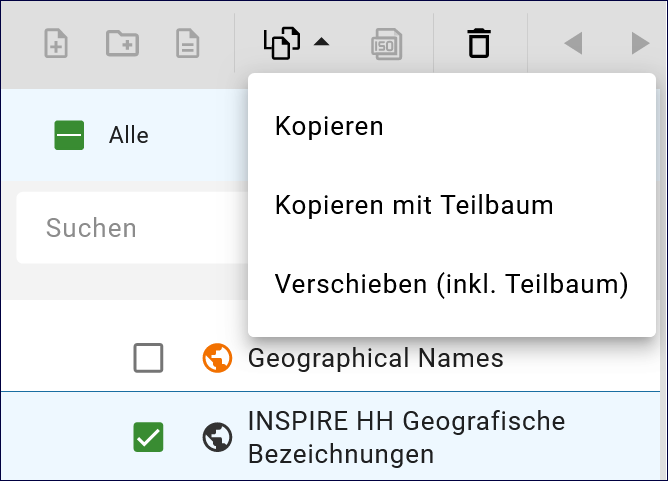 ISO
Kopieren
Alle
Kopieren mit Teilbaum
Suchen
Verschieben (inkl. Teilbaum)
Geographical Names
INSPIRE HH Geografische
Bezeichnungen